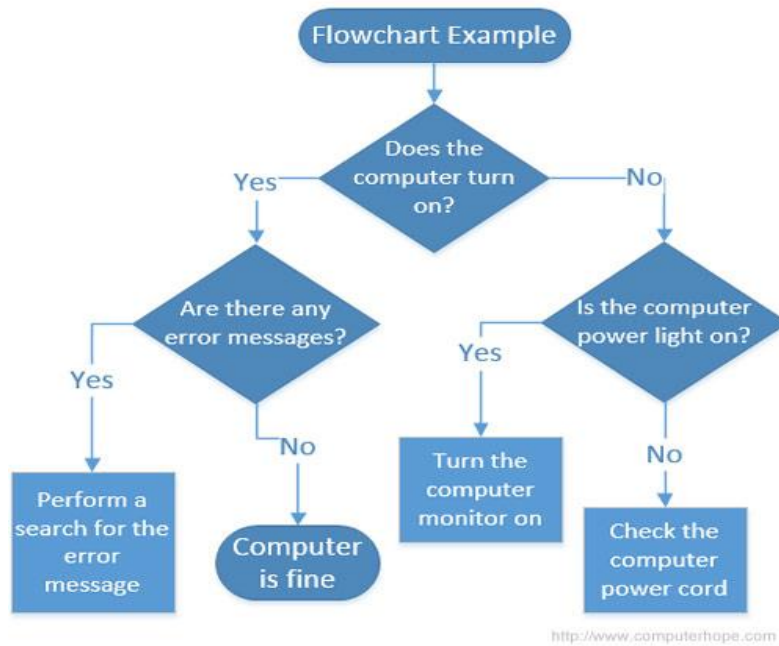 Flowchart Example
Does the
computer turn
on?
Yes
No
Are there any
error messages?
Is the computer
power light on?
Yes
No
Yes
No
Perform a
search for the
error
message
Computer
is fine
Turn the
computer
monitor on
Check the
computer
power cord
http://www.computerhope.com